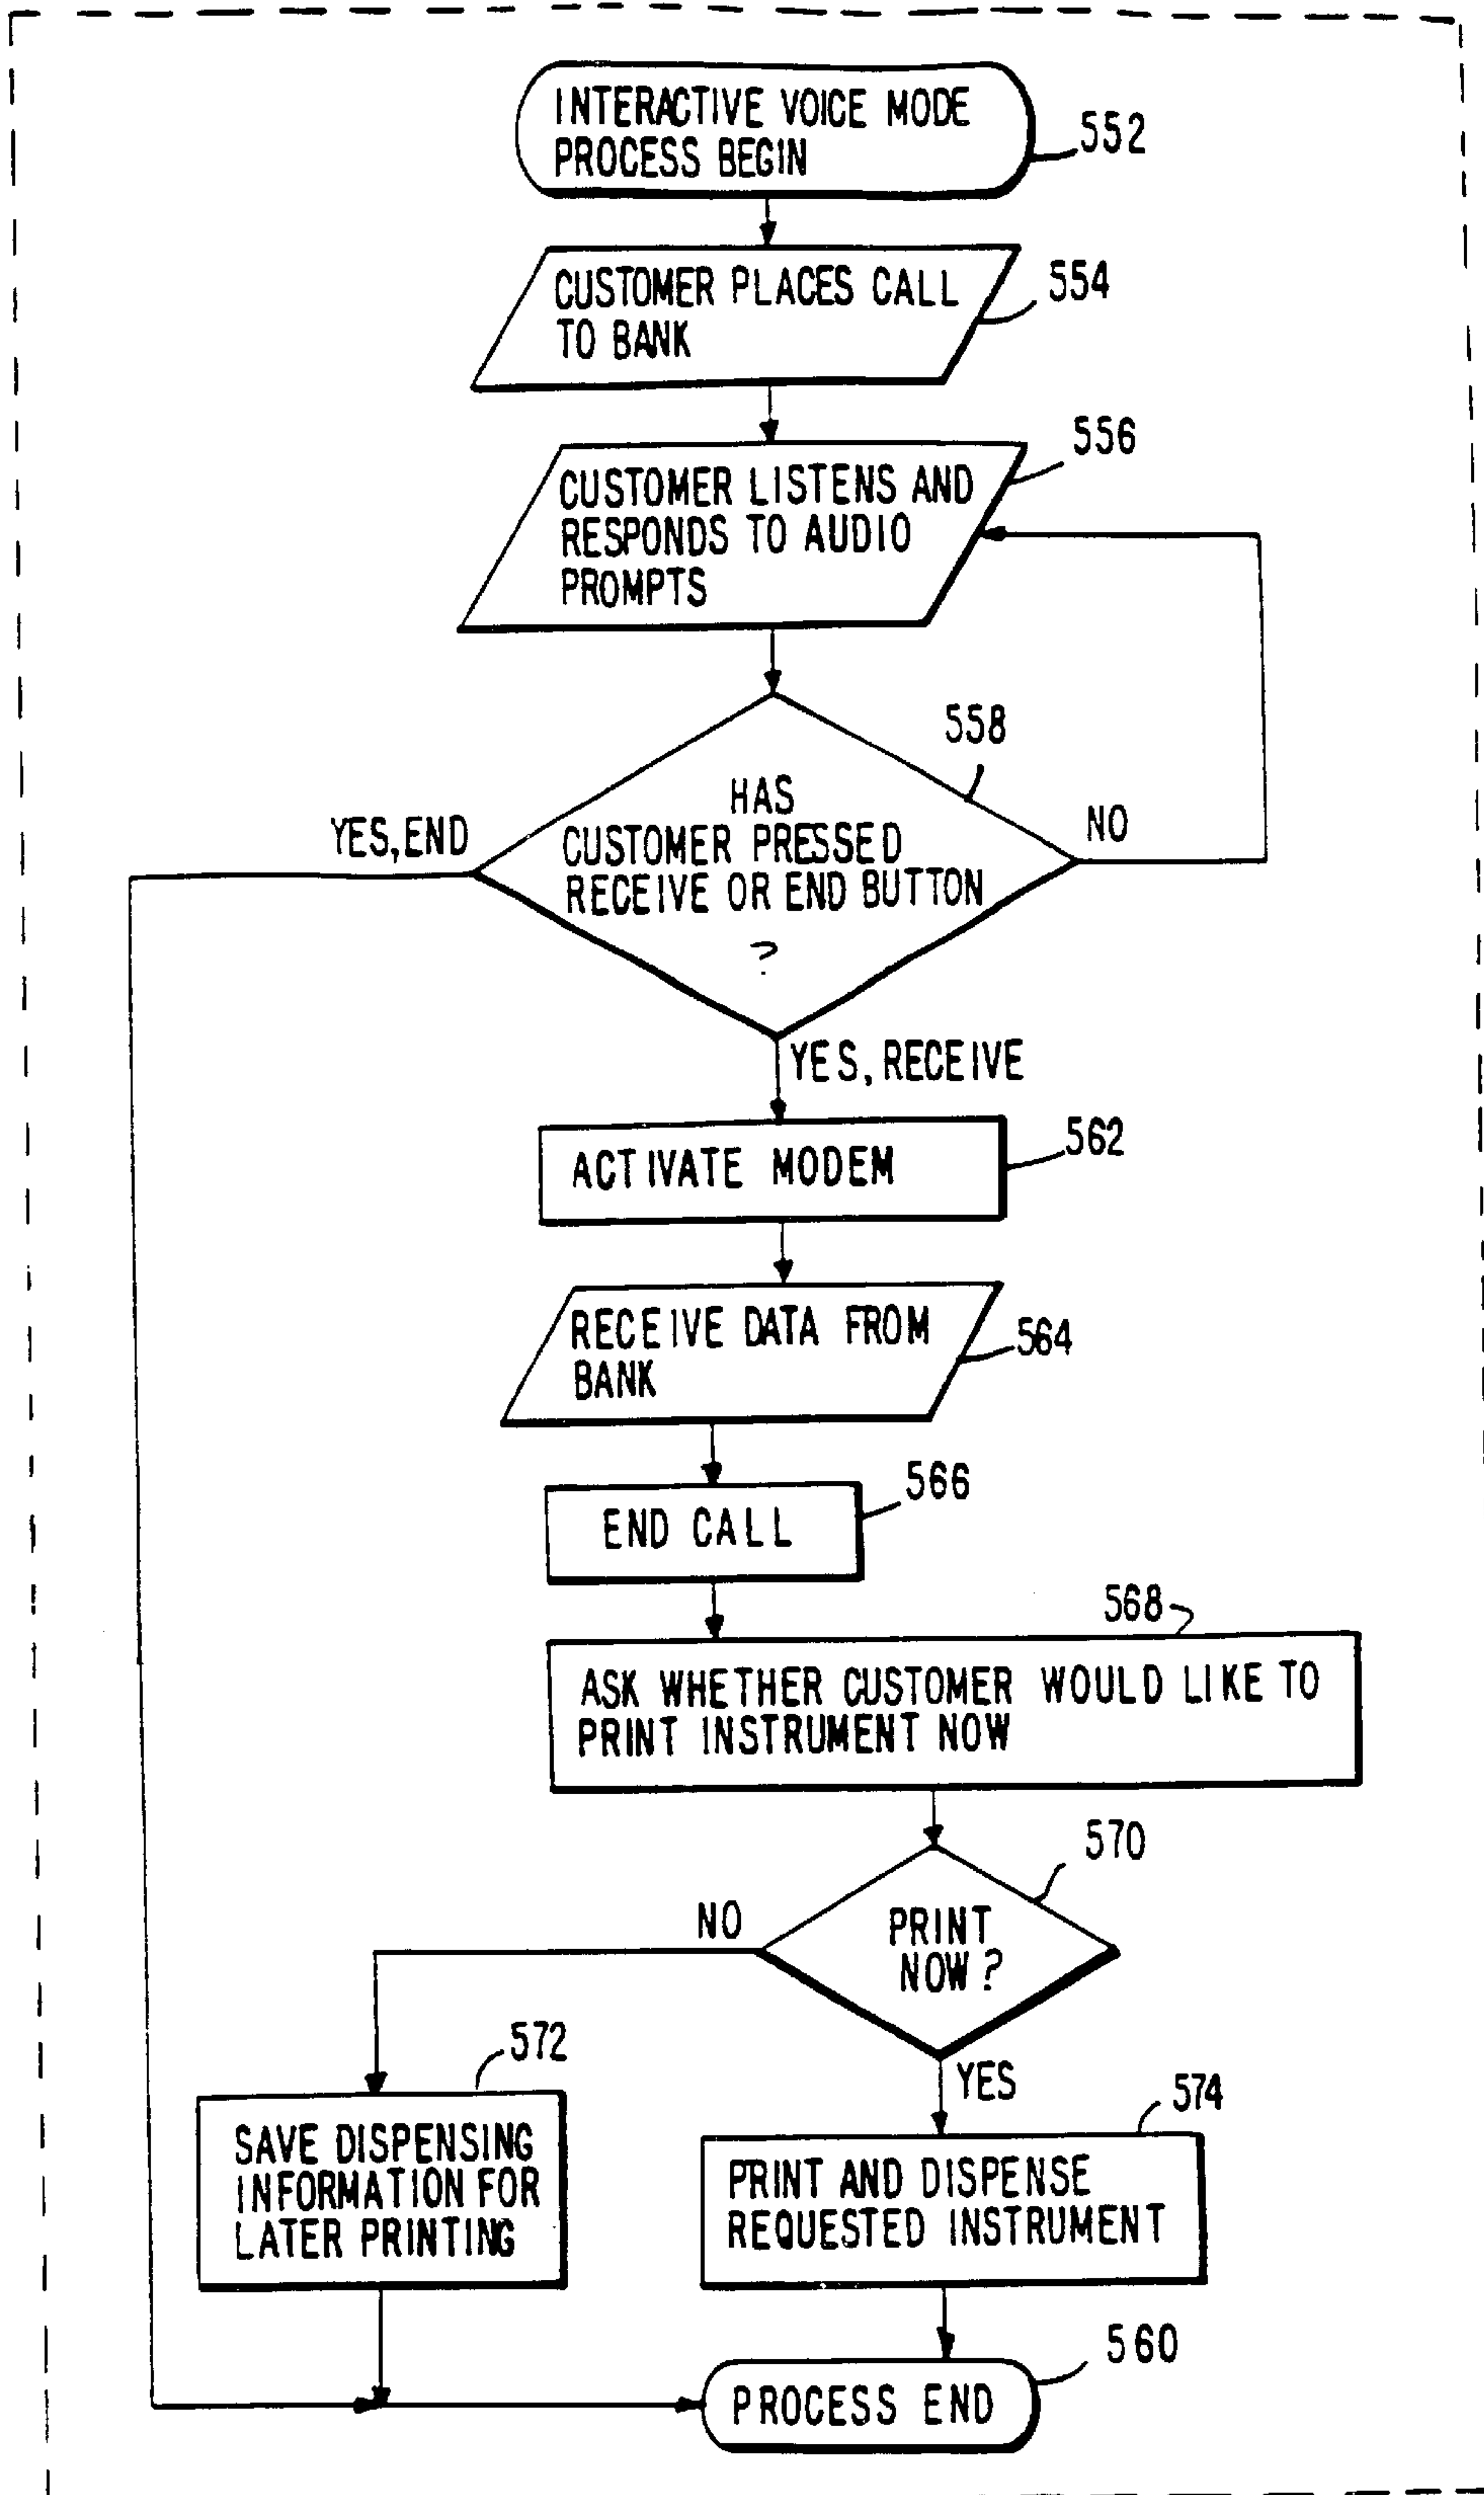 INTERACTIVE VOICE MODE
PROCESS BEGIN
552
CUSTOMER PLACES CALL
TO BANK
554
556
CUSTOMER LISTENS AND
RESPONDS TO AUDIO
PROMPTS
558
HAS
CUSTOMER PRESSED
RECEIVE OR END BUTTON
?
YES, END
NO
YES, RECEIVE
ACTIVATE MODEM
562
RECEIVE DATA FROM
BANK
564
END CALL
566
568
ASK WHETHER CUSTOMER WOULD LIKE TO
PRINT INSTRUMENT NOW
570
PRINT
NOW?
NO
YES
572
SAVE DISPENSING
INFORMATION FOR
LATER PRINTING
574
PRINT AND DISPENSE
REQUESTED INSTRUMENT
560
PROCESS END